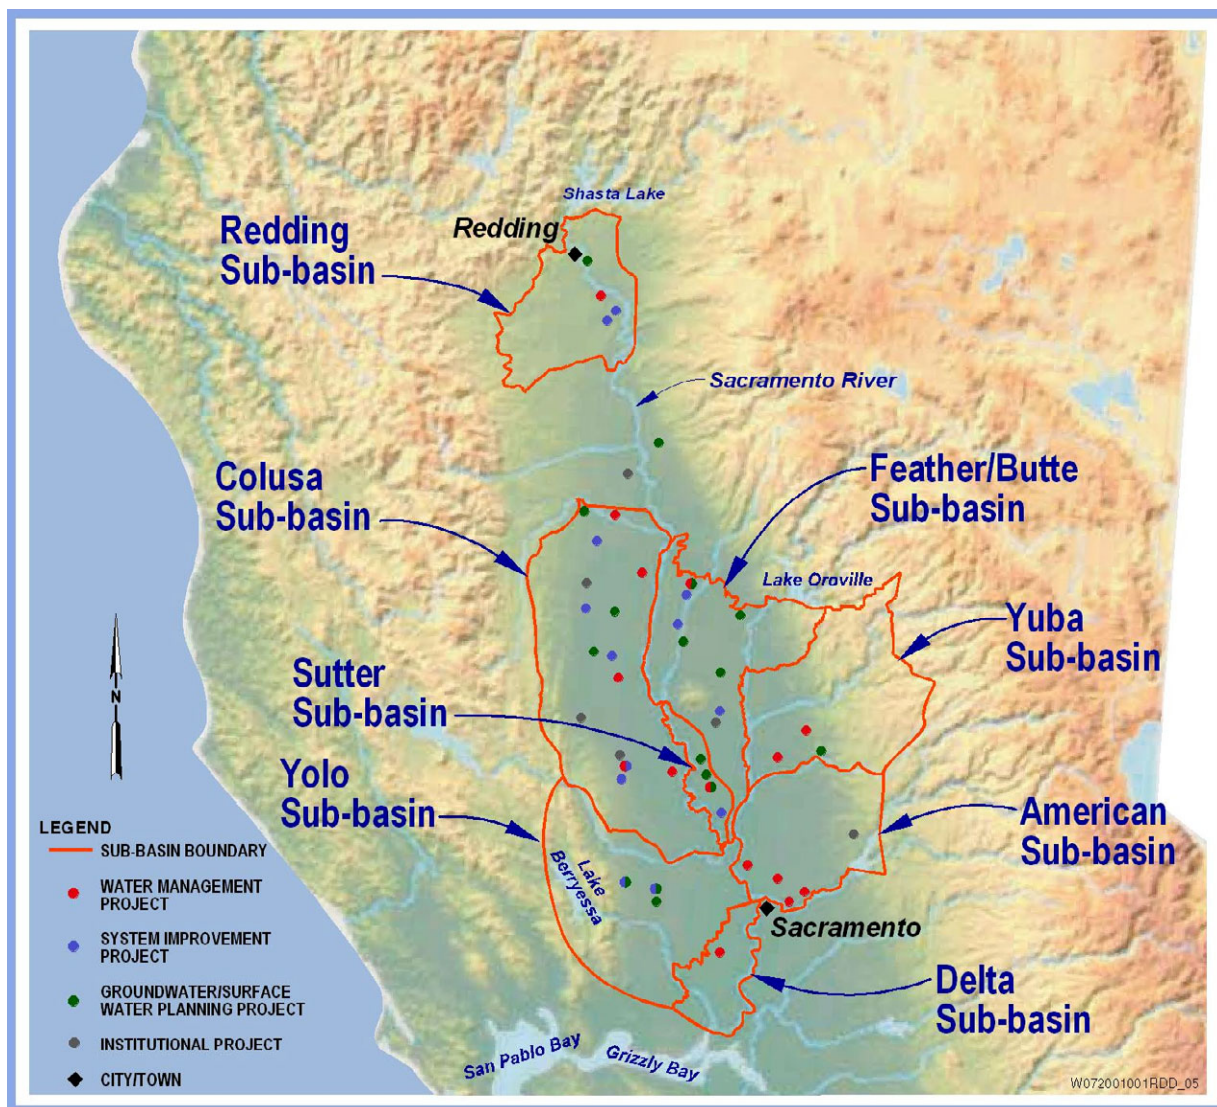 Shasta Lake
Redding
Redding
Sub-basin
Sacramento River
Colusa
Sub-basin
Feather/Butte
Sub-basin
Lake Oroville
Yuba
Sub-basin
Sutter
Sub-basin
Yolo
Sub-basin
American
Sub-basin
Lake
Berryessa
Sacramento
Delta
Sub-basin
San Pablo Bay
Grizzly Bay
N
LEGEND
SUB-BASIN BOUNDARY
WATER MANAGEMENT
PROJECT
SYSTEM IMPROVEMENT
PROJECT
GROUNDWATER/SURFACE
WATER PLANNING PROJECT
INSTITUTIONAL PROJECT
CITY/TOWN
W072001001RDD_05